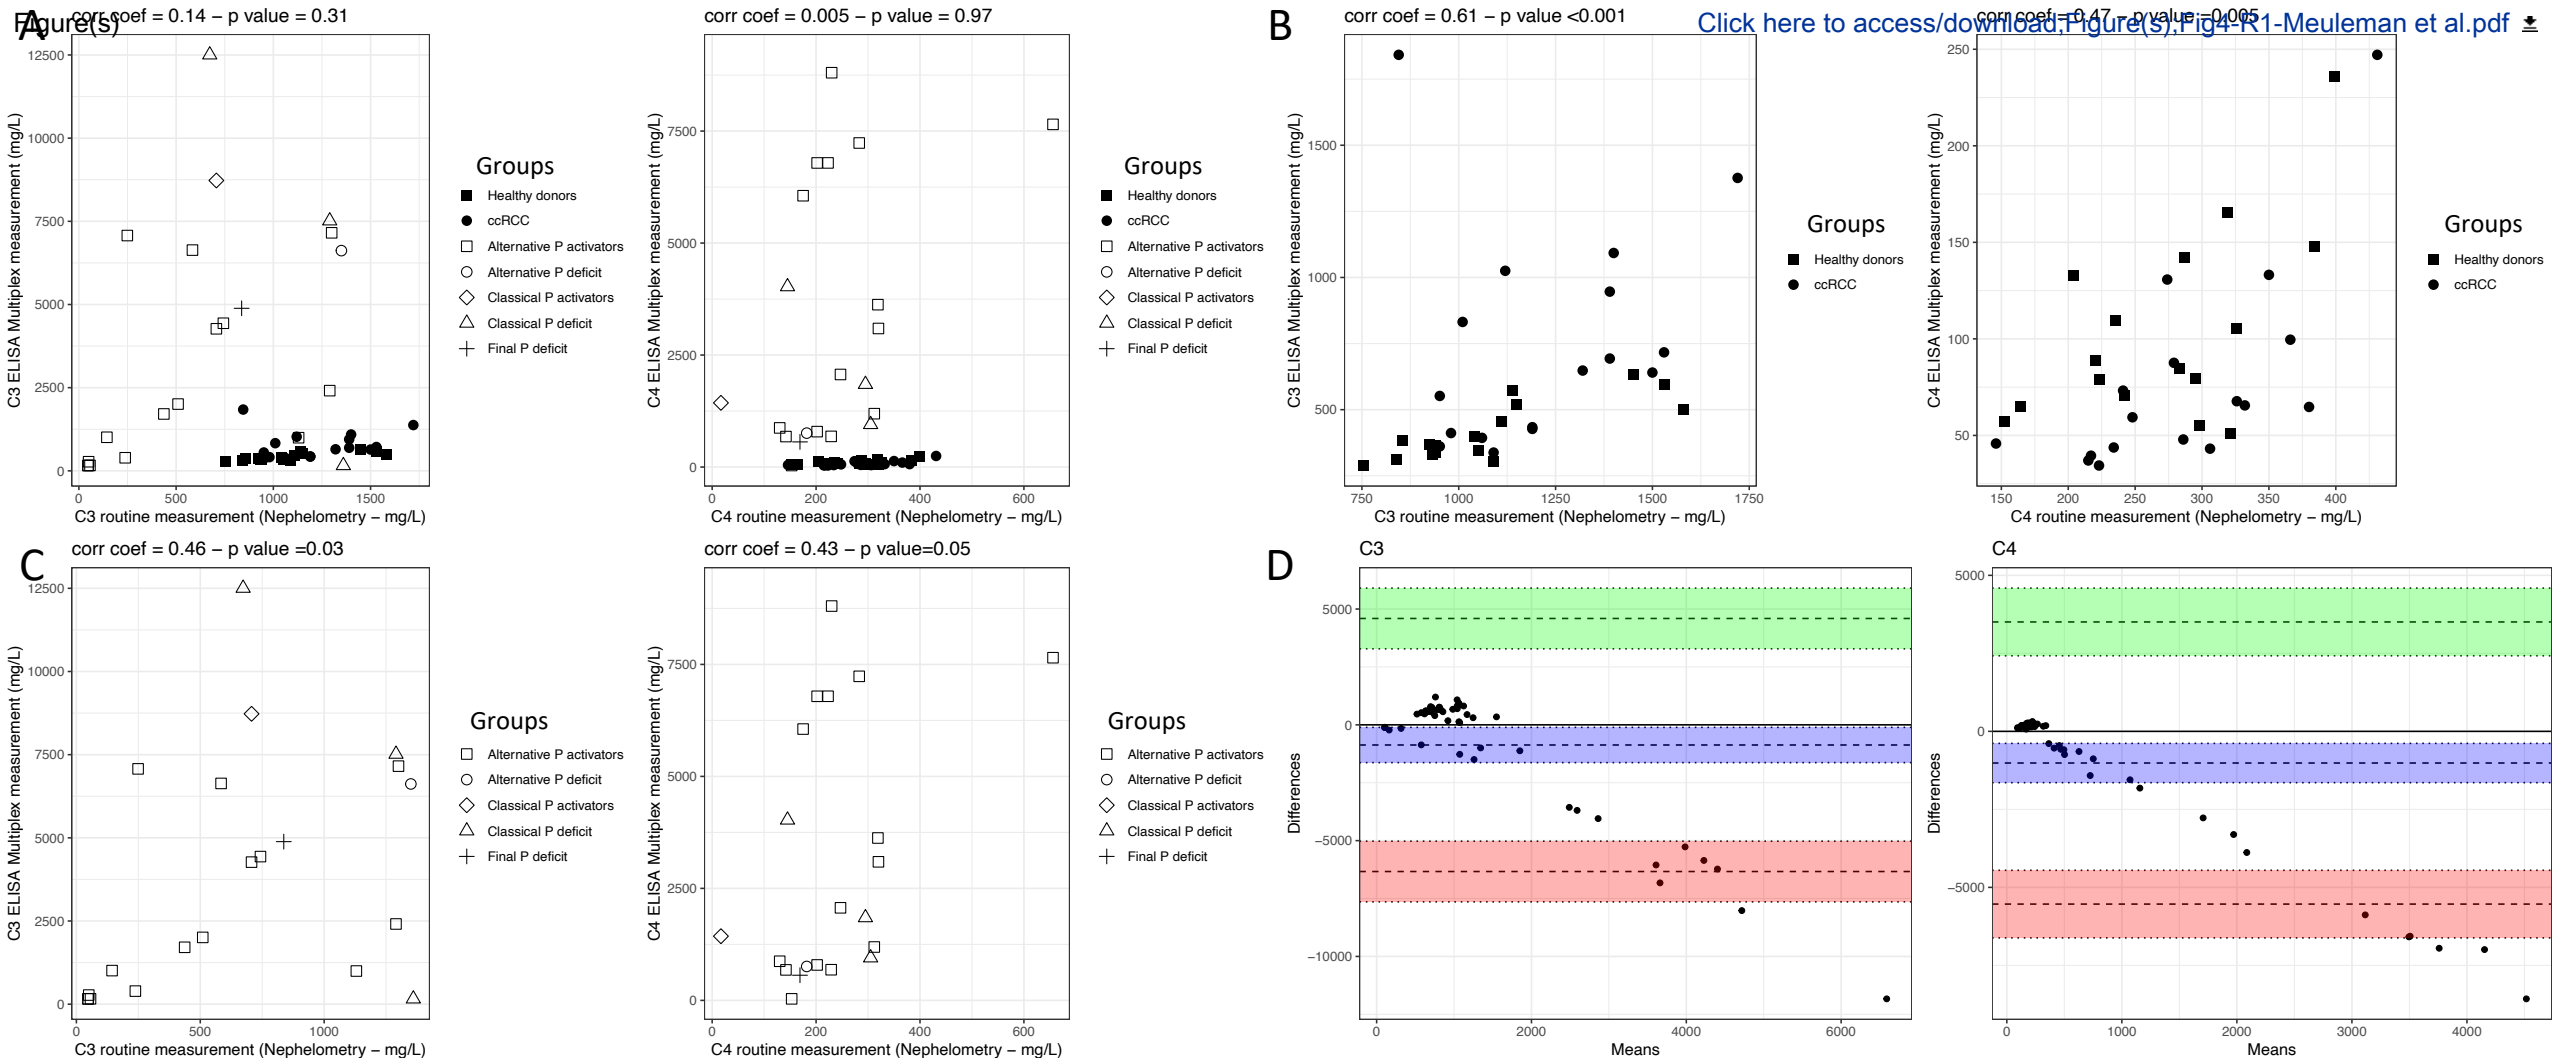 Figure(s)
Click here to access/download;Figure(s);Fig4-R1-Meuleman et al.pdf
A
corr coef = 0.14 − p value = 0.31
C3 ELISA Multiplex measurement (mg/L)
12500
10000
7500
5000
2500
0
0 500 1000 1500
C3 routine measurement (Nephelometry − mg/L)
Groups
Healthy donors
ccRCC
Alternative P activators
Alternative P deficit
Classical P activators
Classical P deficit
Final P deficit
corr coef = 0.005 − p value = 0.97
C4 ELISA Multiplex measurement (mg/L)
7500
5000
2500
0
0 200 400 600
C4 routine measurement (Nephelometry − mg/L)
Groups
Healthy donors
ccRCC
Alternative P activators
Alternative P deficit
Classical P activators
Classical P deficit
Final P deficit
B
corr coef = 0.61 − p value <0.001
C3 ELISA Multiplex measurement (mg/L)
1500
1000
500
750 1000 1250 1500 1750
C3 routine measurement (Nephelometry − mg/L)
Groups
Healthy donors
ccRCC
corr coef = 0.47 − p value =0.005
C4 ELISA Multiplex measurement (mg/L)
250
200
150
100
50
150 200 250 300 350 400
C4 routine measurement (Nephelometry − mg/L)
Groups
Healthy donors
ccRCC
C
corr coef = 0.46 − p value =0.03
C3 ELISA Multiplex measurement (mg/L)
12500
10000
7500
5000
2500
0
0 500 1000
C3 routine measurement (Nephelometry − mg/L)
Groups
Alternative P activators
Alternative P deficit
Classical P activators
Classical P deficit
Final P deficit
corr coef = 0.43 − p value=0.05
C4 ELISA Multiplex measurement (mg/L)
7500
5000
2500
0
0 200 400 600
C4 routine measurement (Nephelometry − mg/L)
Groups
Alternative P activators
Alternative P deficit
Classical P activators
Classical P deficit
Final P deficit
D
C3
Differences
5000
0
−5000
−10000
0 2000 4000 6000
Means
C4
Differences
5000
0
−5000
0 1000 2000 3000 4000
Means